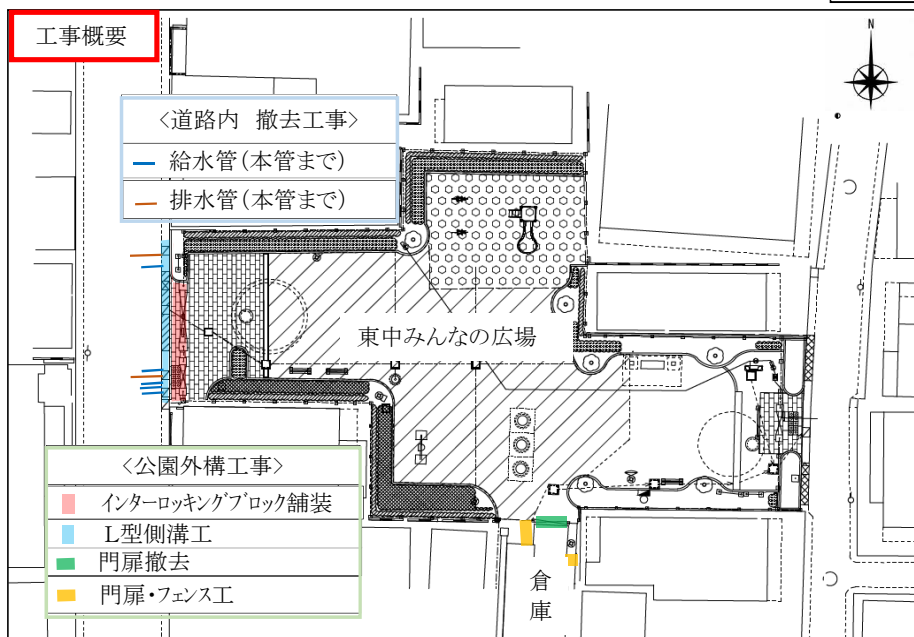 工事概要
N
<道路内 撤去工事>
給水管(本管まで)
排水管(本管まで)
東中みんなの広場
<公園外構工事>
インターロッキングブロック舗装
L型側溝工
門扉撤去
門扉・フェンス工
倉
庫